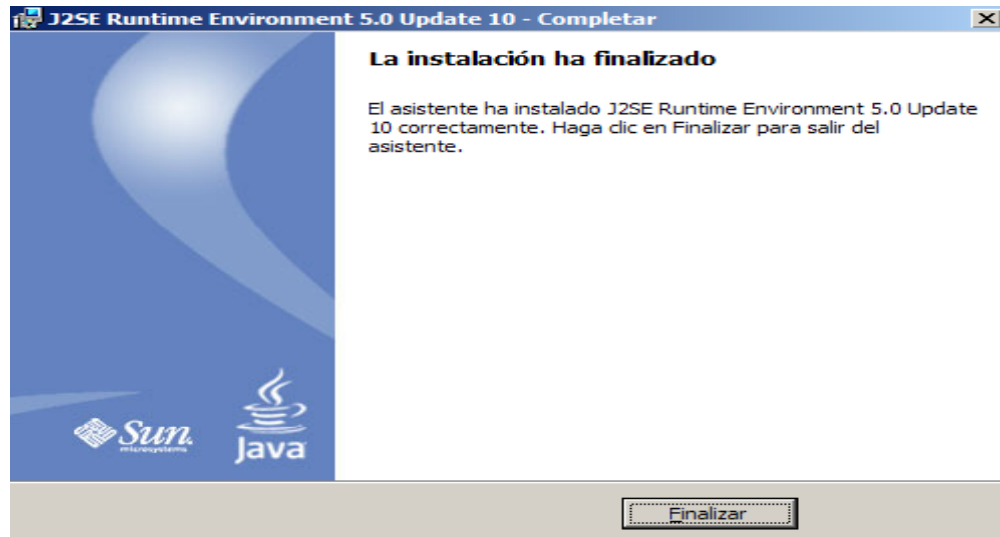 J2SE Runtime Environment 5.0 Update 10 - Completar
La instalación ha finalizado
El asistente ha instalado J2SE Runtime Environment 5.0 Update
10 correctamente. Haga clic en Finalizar para salir del
asistente.
Sun
microsystems
Java
Finalizar